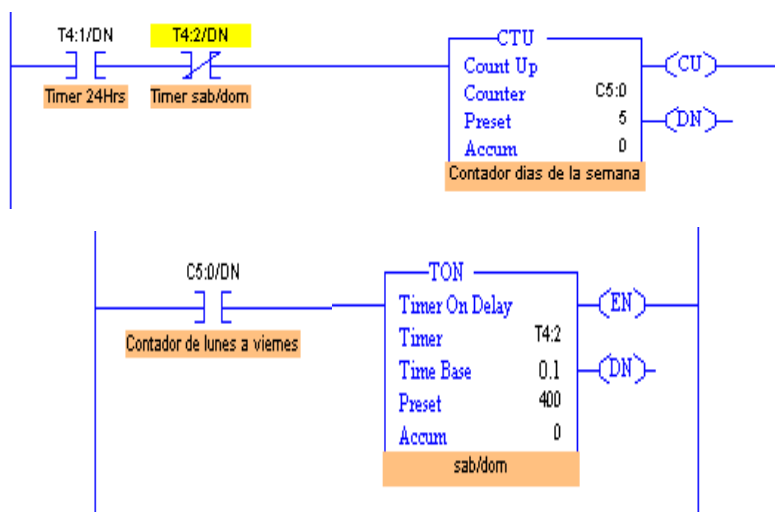 T4:1/DN T4:2/DN
Timer 24Hrs Timer sab/dom
CTU
Count Up
Counter C5:0
Preset 5
Accum 0
CU
DN
Contador dias de la semana
C5:0/DN
Contador de lunes a viernes
TON
Timer On Delay
Timer T4:2
Time Base 0.1
Preset 400
Accum 0
EN
DN
sab/dom